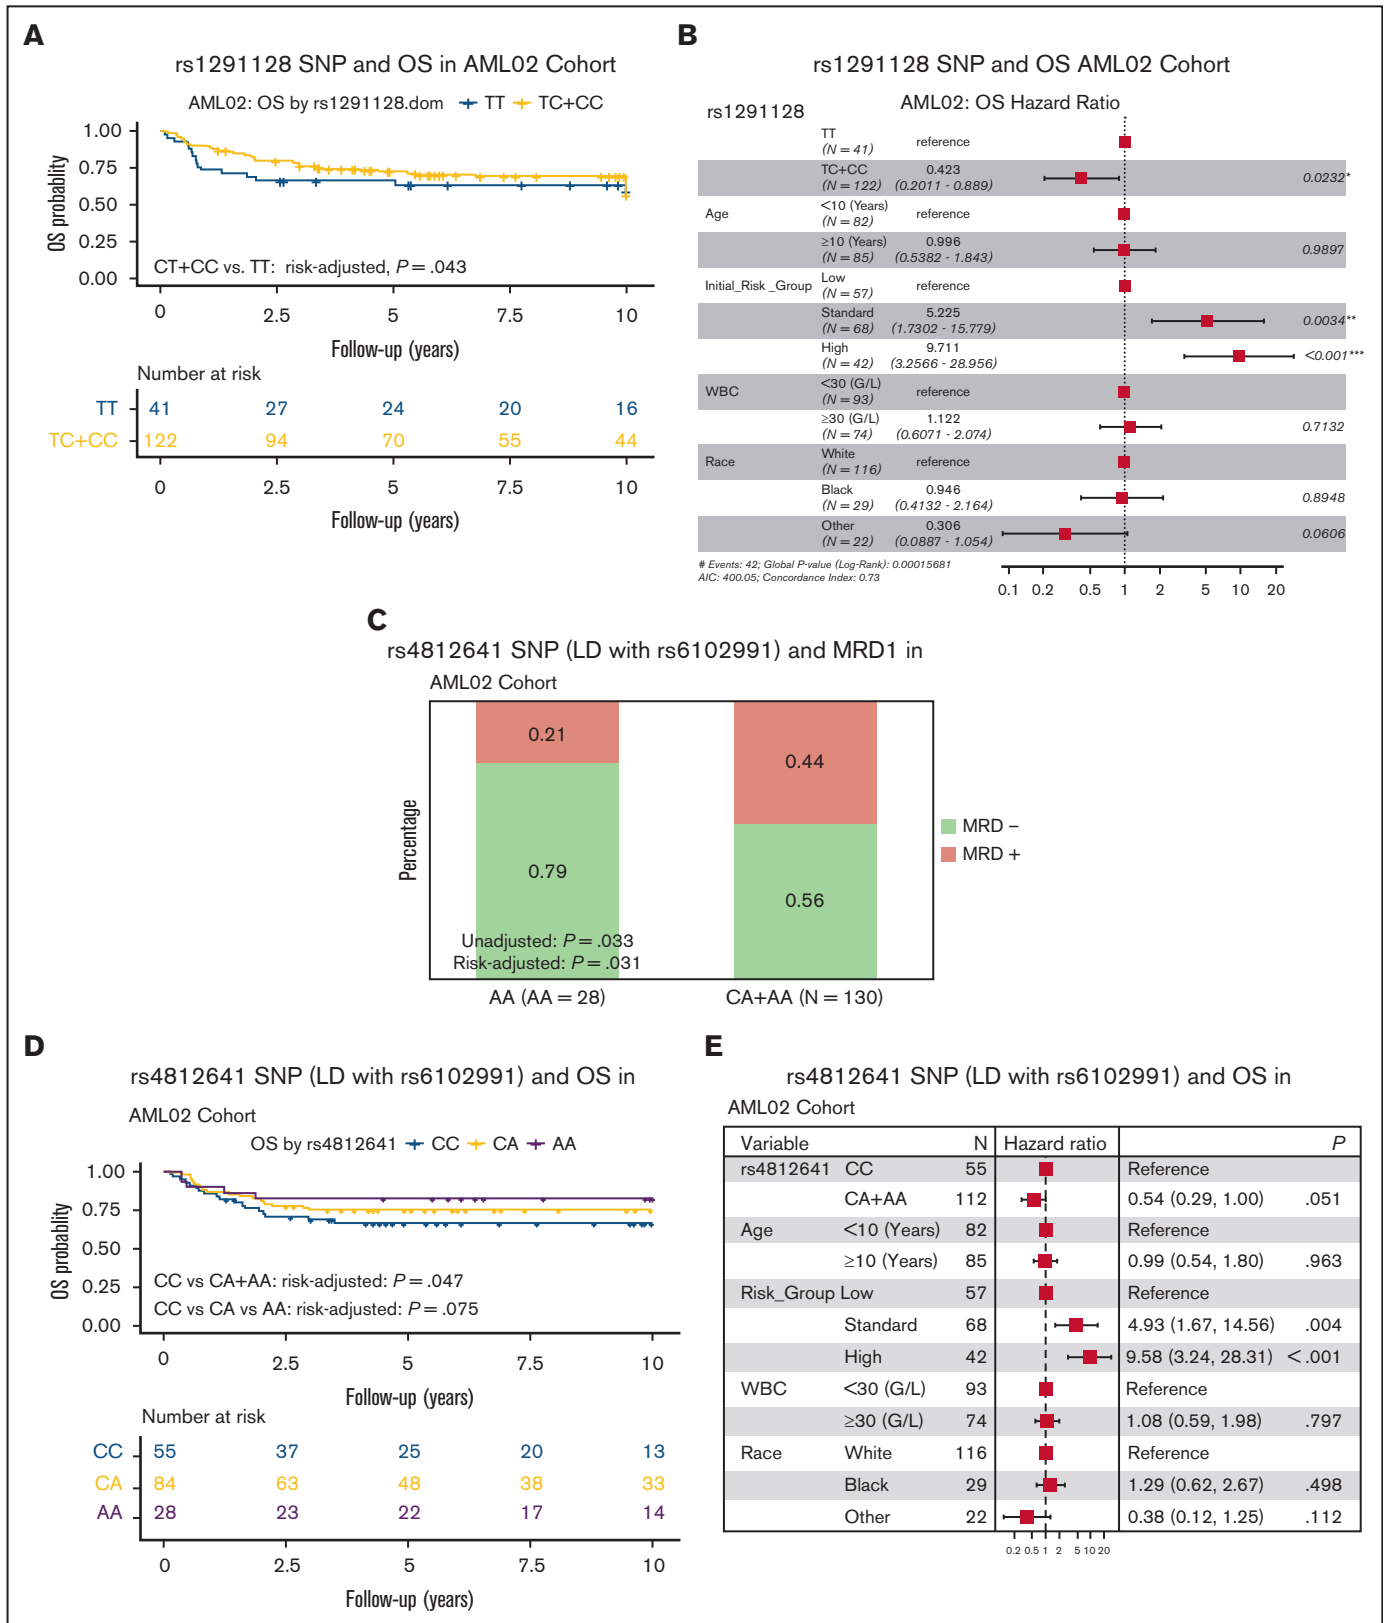 A
rs1291128 SNP and OS in AML02 Cohort
AML02: OS by rs1291128.dom TT TC+CC
OS probablity
1.00
0.75
0.50
0.25
0.00
CT+CC vs. TT: risk-adjusted, P = .043
0 2.5 5 7.5 10
Follow-up (years)
Number at risk
TT 41 27 24 20 16
TC+CC 122 94 70 55 44
0 2.5 5 7.5 10
Follow-up (years)
B
rs1291128 SNP and OS AML02 Cohort
AML02: OS Hazard Ratio
rs1291128
TT
(N = 41) reference
TC+CC 0.423
(N = 122) (0.2011 - 0.889) 0.0232*
Age <10 (Years)
(N = 82) reference
≥10 (Years) 0.996
(N = 85) (0.5382 - 1.843) 0.9897
Initial_Risk _Group Low
(N = 57) reference
Standard 5.225
(N = 68) (1.7302 - 15.779) 0.0034**
High 9.711
(N = 42) (3.2566 - 28.956) <0.001***
WBC <30 (G/L)
(N = 93) reference
≥30 (G/L) 1.122
(N = 74) (0.6071 - 2.074) 0.7132
Race White
(N = 116) reference
Black 0.946
(N = 29) (0.4132 - 2.164) 0.8948
Other 0.306
(N = 22) (0.0887 - 1.054) 0.0606
# Events: 42; Global P-value (Log-Rank): 0.00015681
AIC: 400.05; Concordance Index: 0.73
0.1 0.2 0.5 1 2 5 10 20
C
rs4812641 SNP (LD with rs6102991) and MRD1 in
AML02 Cohort
Percentage
0.21
0.44
0.79
0.56
MRD –
MRD +
Unadjusted: P = .033
Risk-adjusted: P = .031
AA (AA = 28) CA+AA (N = 130)
D
rs4812641 SNP (LD with rs6102991) and OS in
AML02 Cohort
OS by rs4812641 CC CA AA
OS probability
1.00
0.75
0.50
0.25
0.00
CC vs CA+AA: risk-adjusted: P = .047
CC vs CA vs AA: risk-adjusted: P = .075
0 2.5 5 7.5 10
Follow-up (years)
Number at risk
CC 55 37 25 20 13
CA 84 63 48 38 33
AA 28 23 22 17 14
0 2.5 5 7.5 10
Follow-up (years)
E
rs4812641 SNP (LD with rs6102991) and OS in
AML02 Cohort
Variable N Hazard ratio P
rs4812641 CC 55 Reference
CA+AA 112 0.54 (0.29, 1.00) .051
Age <10 (Years) 82 Reference
≥10 (Years) 85 0.99 (0.54, 1.80) .963
Risk_Group Low 57 Reference
Standard 68 4.93 (1.67, 14.56) .004
High 42 9.58 (3.24, 28.31) <.001
WBC <30 (G/L) 93 Reference
≥30 (G/L) 74 1.08 (0.59, 1.98) .797
Race White 116 Reference
Black 29 1.29 (0.62, 2.67) .498
Other 22 0.38 (0.12, 1.25) .112
0.2 0.5 1 2 5 10 20